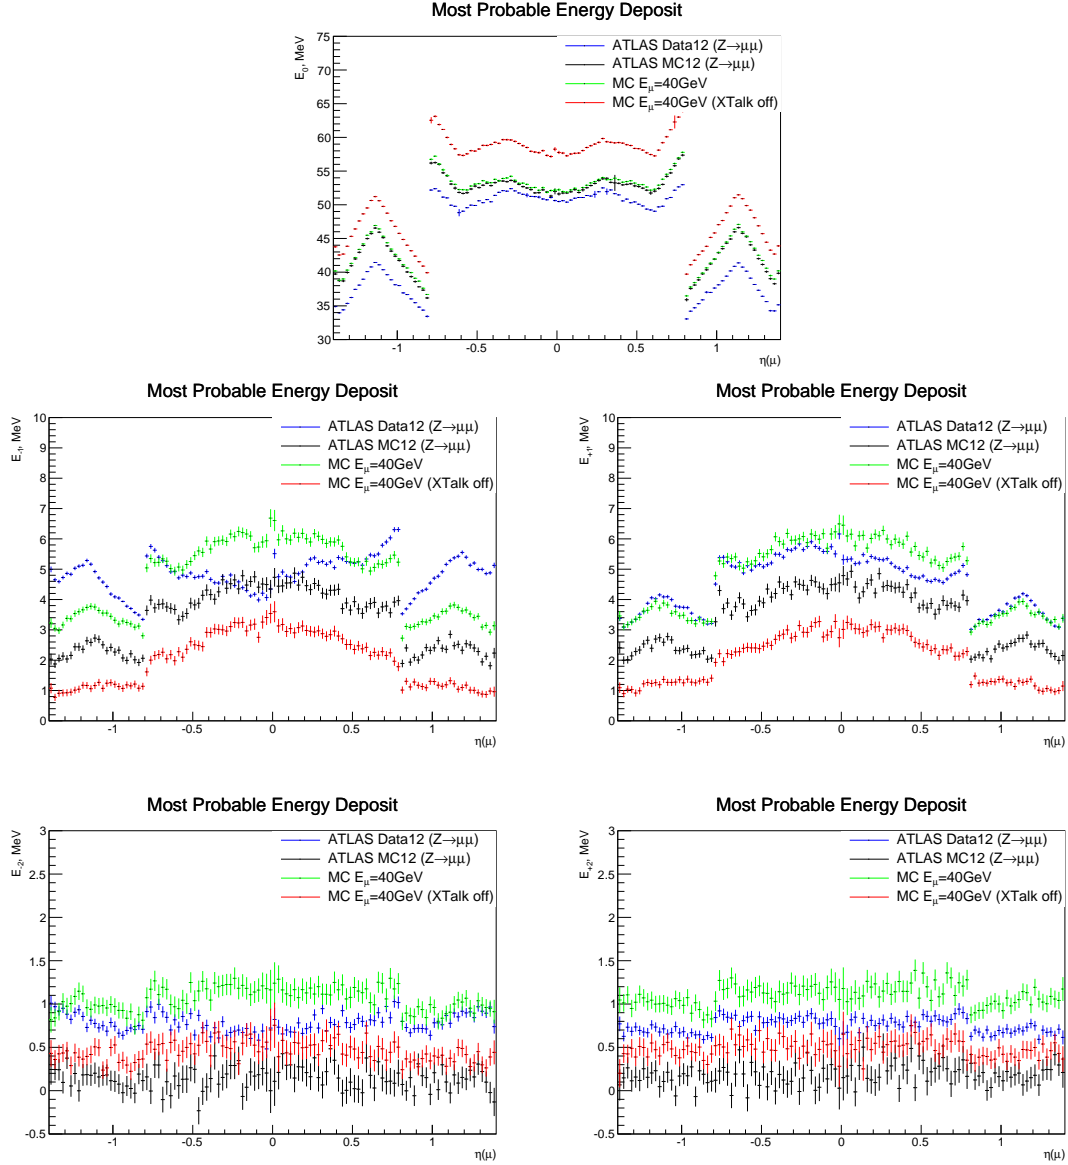 Most Probable Energy Deposit
E0, MeV
75
70
65
60
55
50
45
40
35
30
ATLAS Data12 (Z→μμ)
ATLAS MC12 (Z→μμ)
MC Eμ=40GeV
MC Eμ=40GeV (XTalk off)
-1 -0.5 0 0.5 1
η(μ)
Most Probable Energy Deposit
E-1, MeV
10
9
8
7
6
5
4
3
2
1
0
ATLAS Data12 (Z→μμ)
ATLAS MC12 (Z→μμ)
MC Eμ=40GeV
MC Eμ=40GeV (XTalk off)
-1 -0.5 0 0.5 1
η(μ)
Most Probable Energy Deposit
E+1, MeV
10
9
8
7
6
5
4
3
2
1
0
ATLAS Data12 (Z→μμ)
ATLAS MC12 (Z→μμ)
MC Eμ=40GeV
MC Eμ=40GeV (XTalk off)
-1 -0.5 0 0.5 1
η(μ)
Most Probable Energy Deposit
E-2, MeV
3
2.5
2
1.5
1
0.5
0
-0.5
ATLAS Data12 (Z→μμ)
ATLAS MC12 (Z→μμ)
MC Eμ=40GeV
MC Eμ=40GeV (XTalk off)
-1 -0.5 0 0.5 1
η(μ)
Most Probable Energy Deposit
E+2, MeV
3
2.5
2
1.5
1
0.5
0
-0.5
ATLAS Data12 (Z→μμ)
ATLAS MC12 (Z→μμ)
MC Eμ=40GeV
MC Eμ=40GeV (XTalk off)
-1 -0.5 0 0.5 1
η(μ)